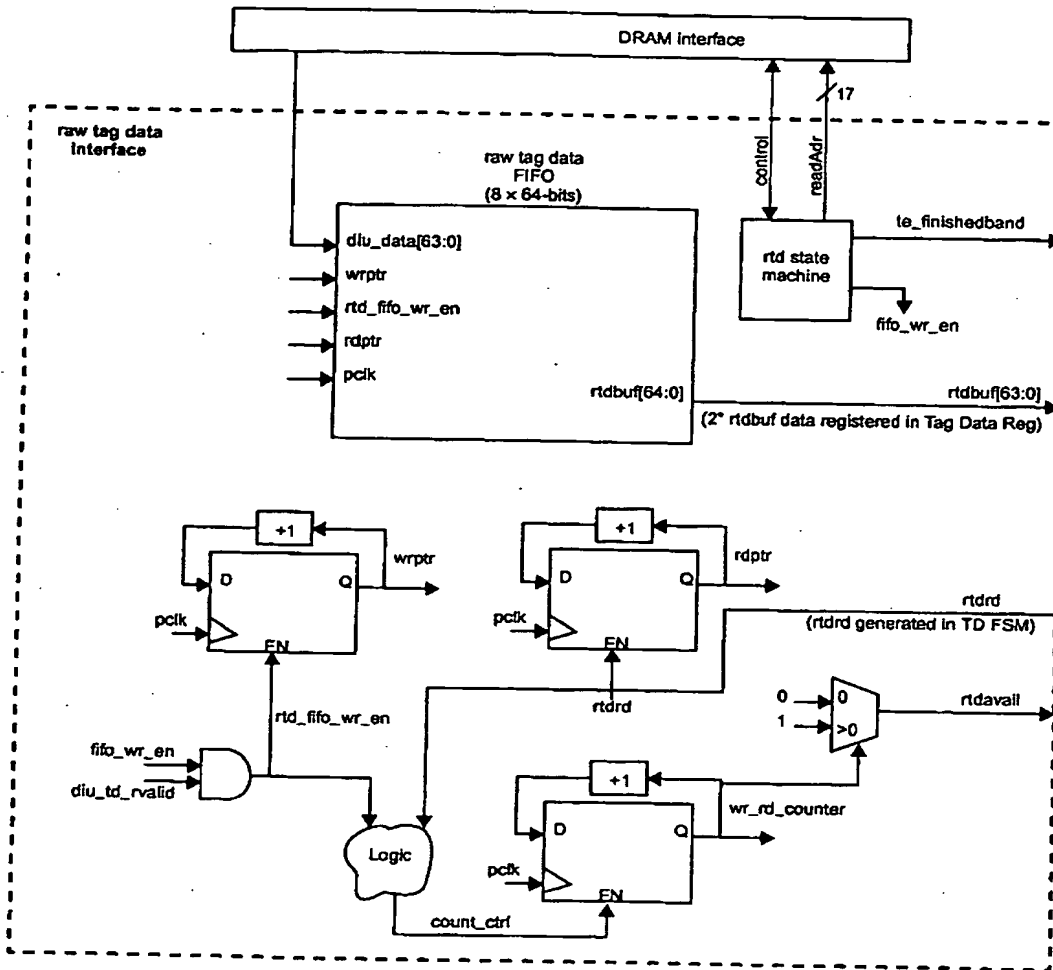 DRAM interface
17
raw tag data
interface
raw tag data
FIFO
(8 × 64-bits)
control
readAdr
diu_data[63:0]
wrptr
rtd_fifo_wr_en
rdptr
pclk
rtdbuf[64:0]
rtd state
machine
te_finishedband
fifo_wr_en
rtdbuf[63:0]
(2* rtdbuf data registered in Tag Data Reg)
+1
D
Q
wrptr
pclk
EN
+1
D
Q
rdptr
pclk
EN
rtdrd
rtdrd
(rtdrd generated in TD FSM)
rtd_fifo_wr_en
fifo_wr_en
diu_td_rvalid
0
0
1
>0
rtdavail
Logic
count_ctrl
+1
D
Q
wr_rd_counter
pclk
EN